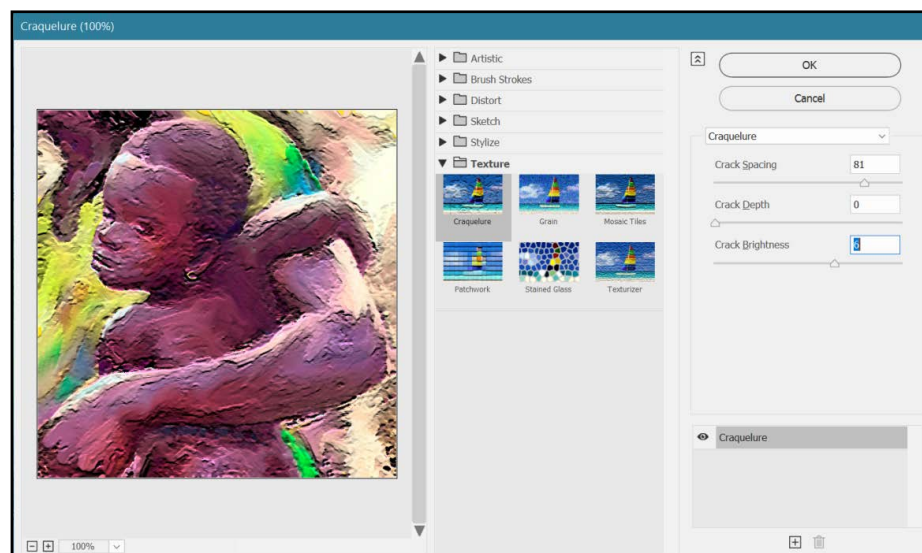 Craquelure (100%)
Artistic
Brush Strokes
Distort
Sketch
Stylize
Texture
Craquelure
Grain
Mosaic Tiles
Patchwork
Stained Glass
Texturizer
100%
OK
Cancel
Craquelure
Crack Spacing 81
Crack Depth 0
Crack Brightness 6
Craquelure